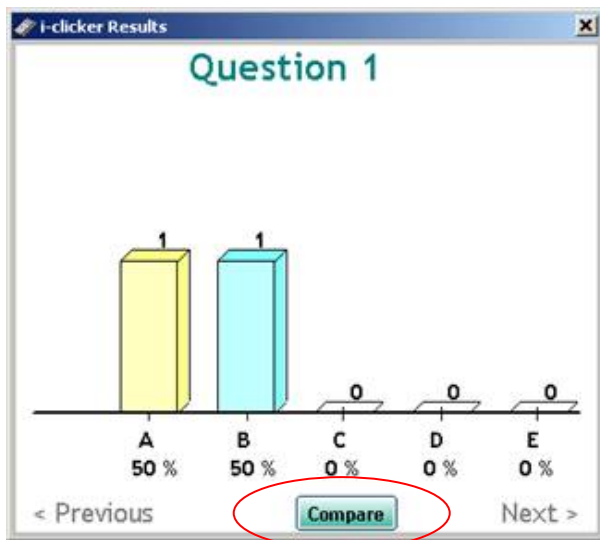 i-clicker Results
Question 1
1 1 0 0 0
A B C D E
50 % 50 % 0 % 0 % 0 %
< Previous Compare Next >